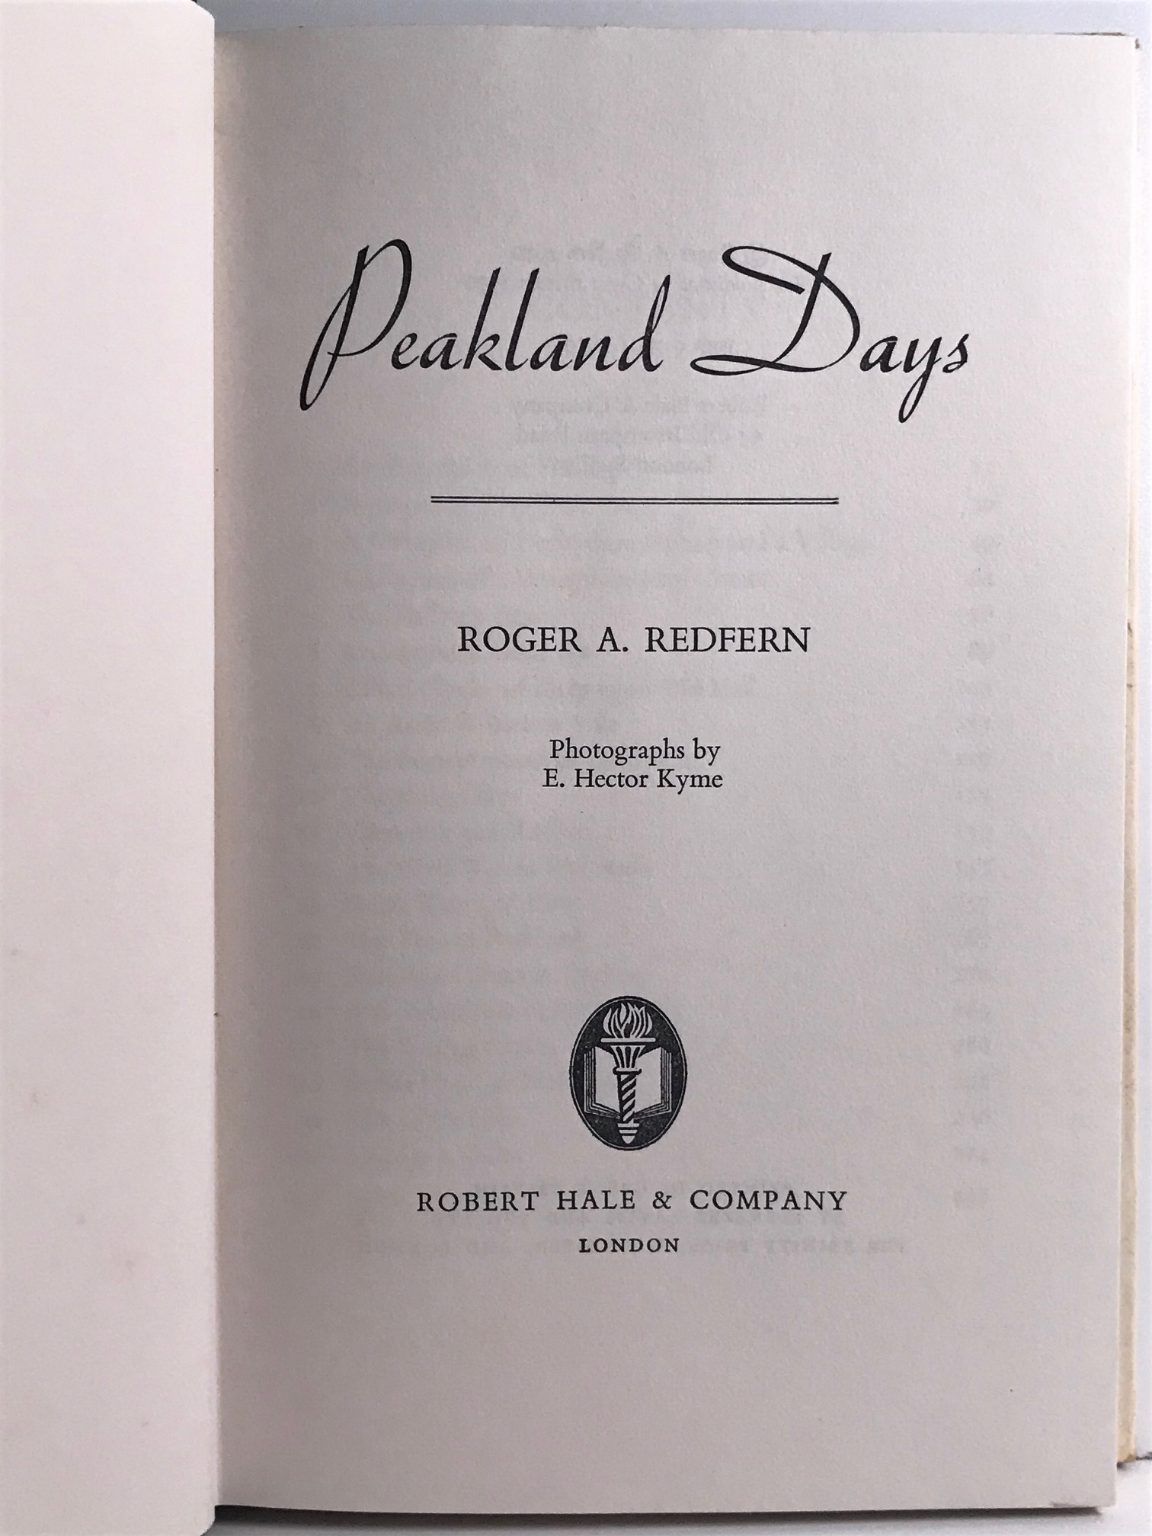 Peakland Days
ROGER A. REDFERN
Photographs by
E. Hector Kyme
ROBERT HALE & COMPANY
LONDON